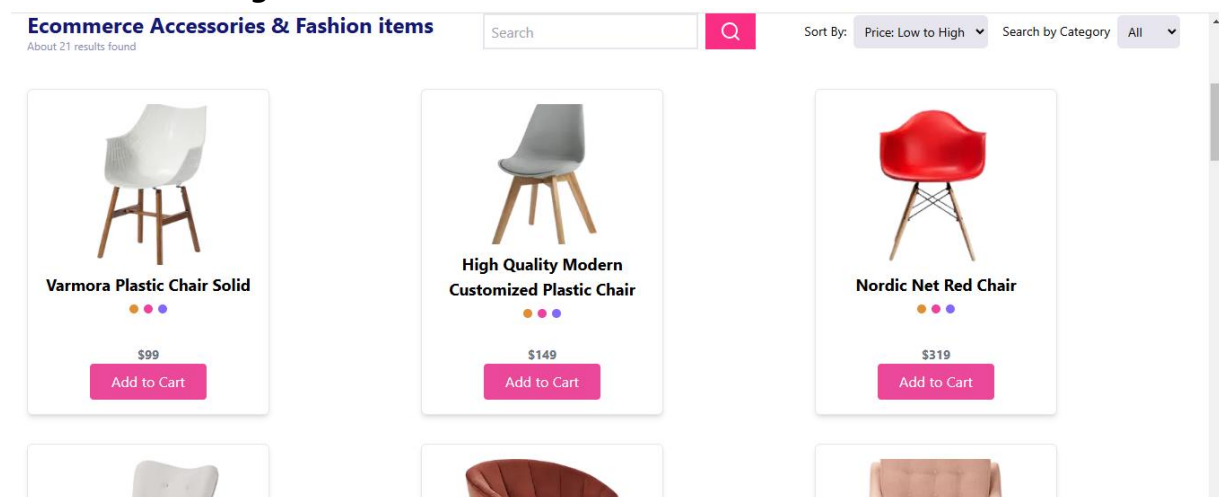 Ecommerce Accessories & Fashion items
About 21 results found
Search
Sort By:
Price: Low to High
Search by Category
All
Varmora Plastic Chair Solid
$99
Add to Cart
High Quality Modern
Customized Plastic Chair
$149
Add to Cart
Nordic Net Red Chair
$319
Add to Cart